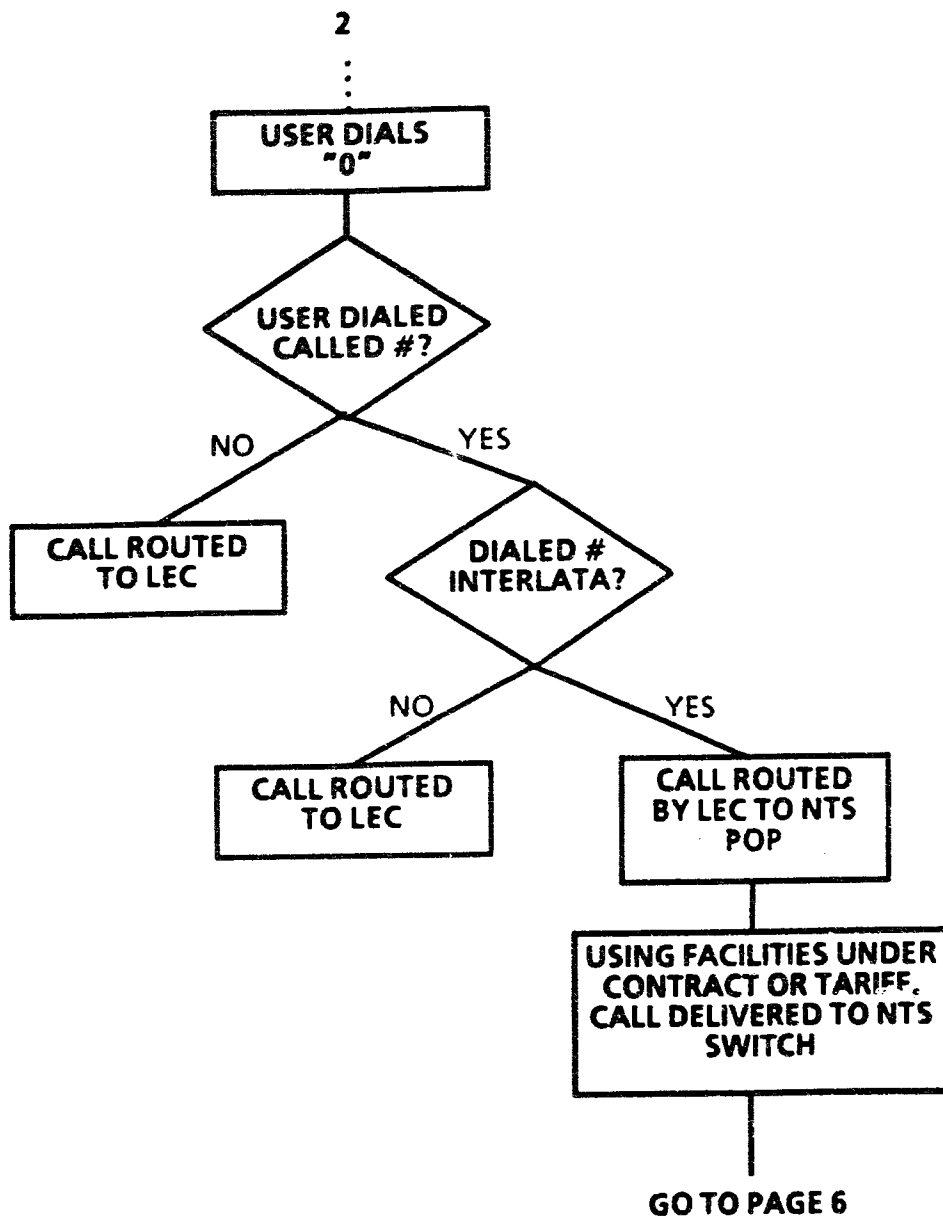 2
USER DIALS
"0"
USER DIALED
CALLED #?
NO
YES
CALL ROUTED
TO LEC
DIALED #
INTERLATA?
NO
YES
CALL ROUTED
TO LEC
CALL ROUTED
BY LEC TO NTS
POP
USING FACILITIES UNDER
CONTRACT OR TARIFF,
CALL DELIVERED TO NTS
SWITCH
GO TO PAGE 6